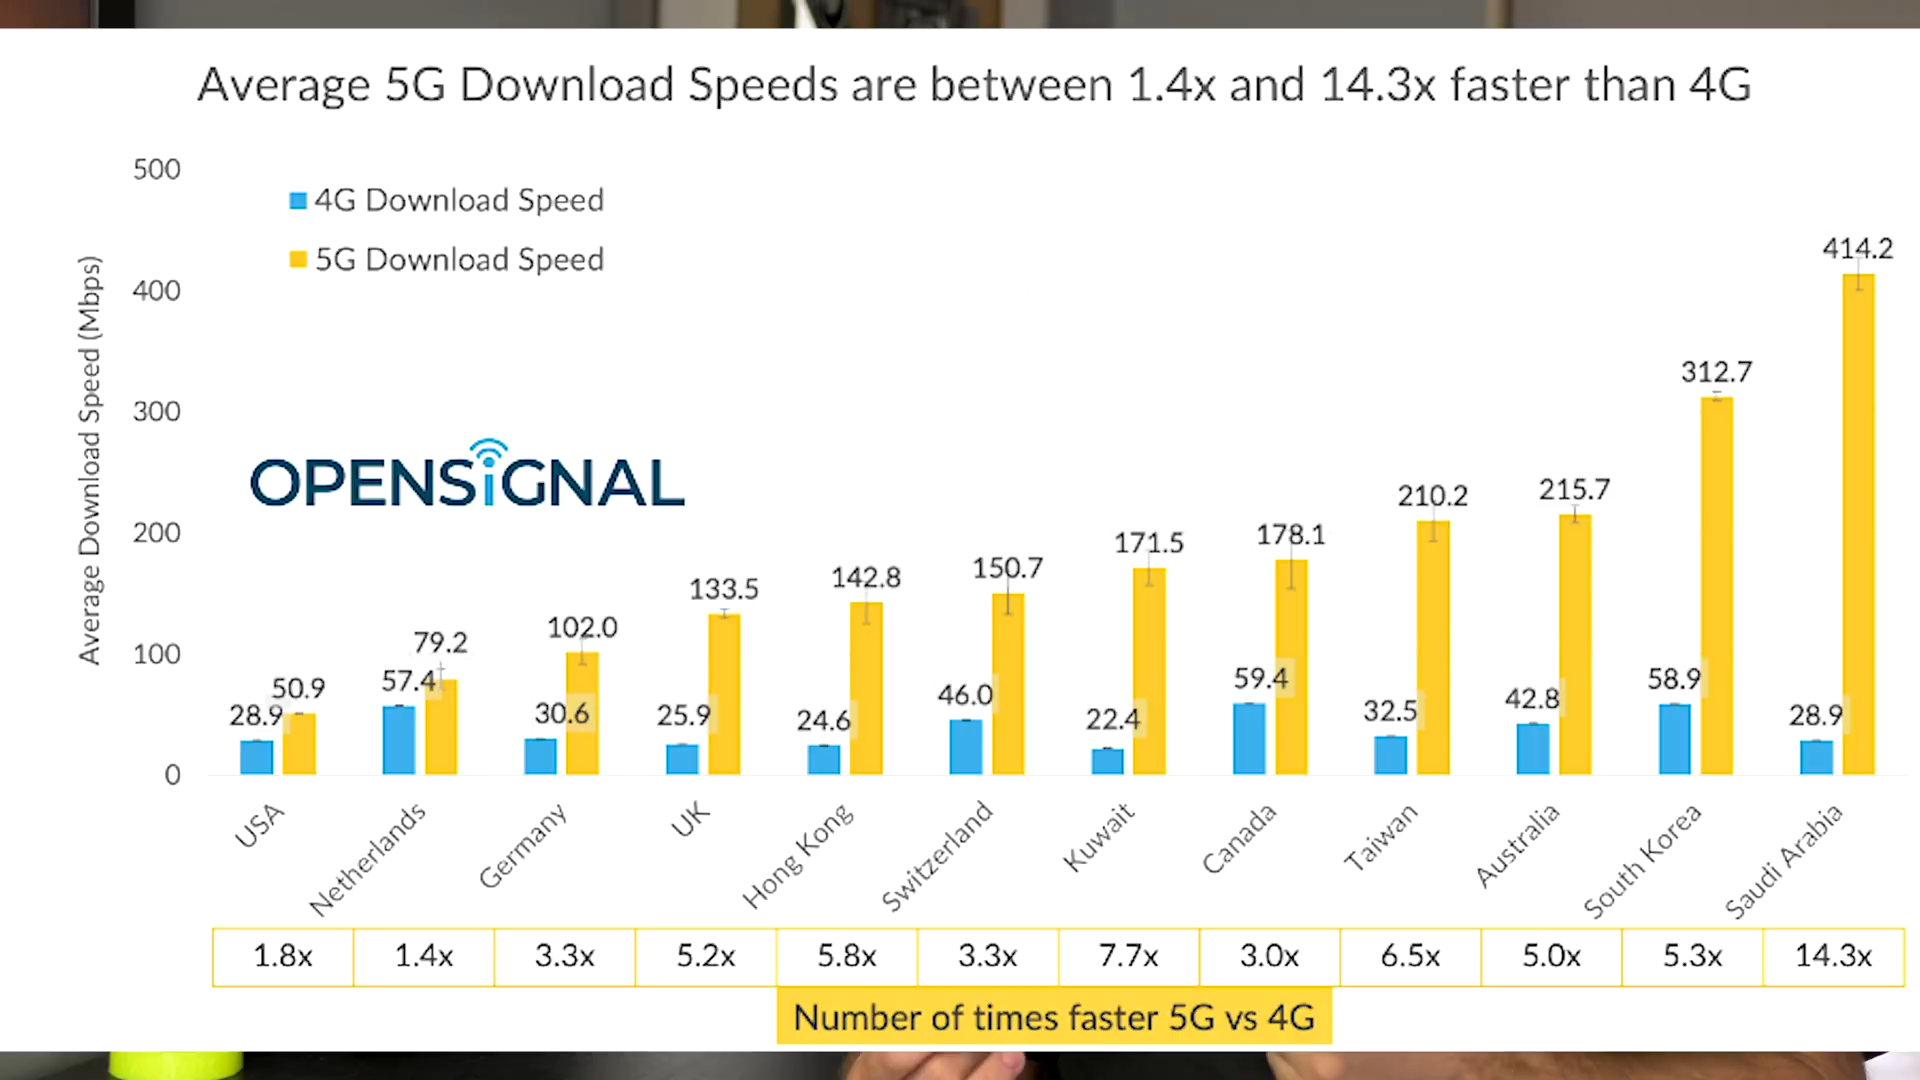 Average 5G Download Speeds are between 1.4x and 14.3x faster than 4G
Average Download Speed (Mbps)
500
400
300
200
100
0
4G Download Speed
5G Download Speed
OPENSiGNAL
28.9 50.9
57.4 79.2
30.6 102.0
25.9 133.5
24.6 142.8
46.0 150.7
22.4 171.5
59.4 178.1
32.5 210.2
42.8 215.7
58.9 312.7
28.9 414.2
USA Netherlands Germany UK Hong Kong Switzerland Kuwait Canada Taiwan Australia South Korea Saudi Arabia
1.8x 1.4x 3.3x 5.2x 5.8x 3.3x 7.7x 3.0x 6.5x 5.0x 5.3x 14.3x
Number of times faster 5G vs 4G